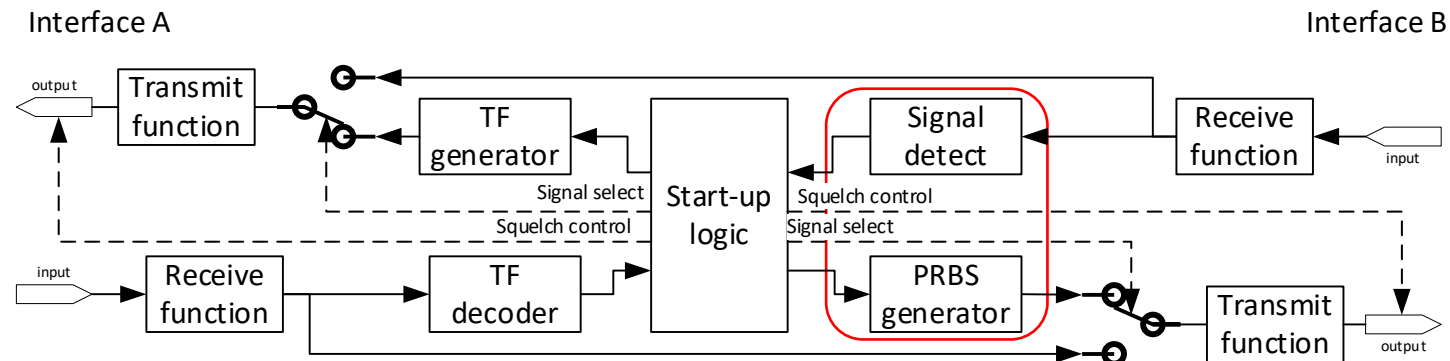 Interface A
Interface B
output
Transmit
function
TF
generator
Signal
detect
Receive
function
input
Signal select
Squelch control
Start-up
logic
Squelch control
Signal select
input
Receive
function
TF
decoder
PRBS
generator
Transmit
function
output